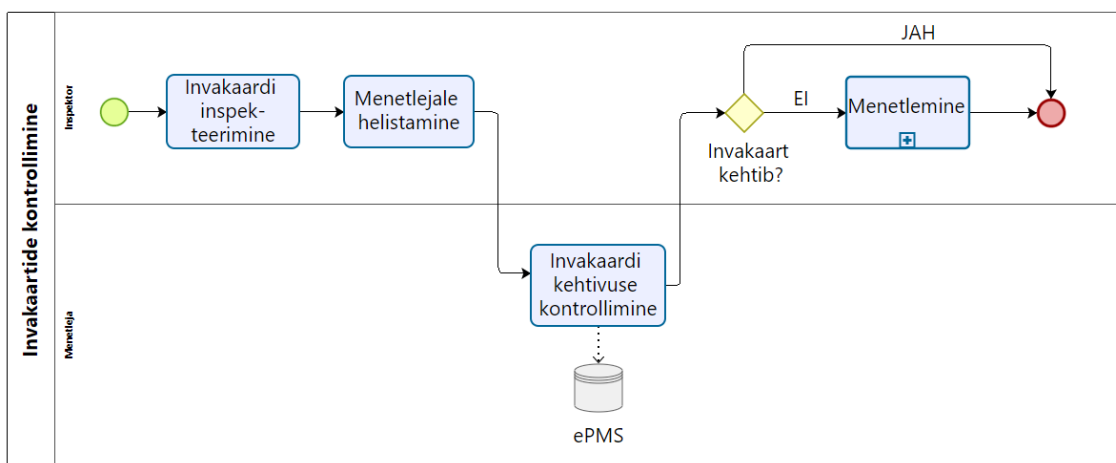 Invakaartide kontrollimine
Inspektor
Invakaardi
inspek-
teerimine
Menetlejale
helistamine
JAH
EI
Invakaart
kehtib?
Menetlemine
Menetleja
Invakaardi
kehtivuse
kontrollimine
ePMS